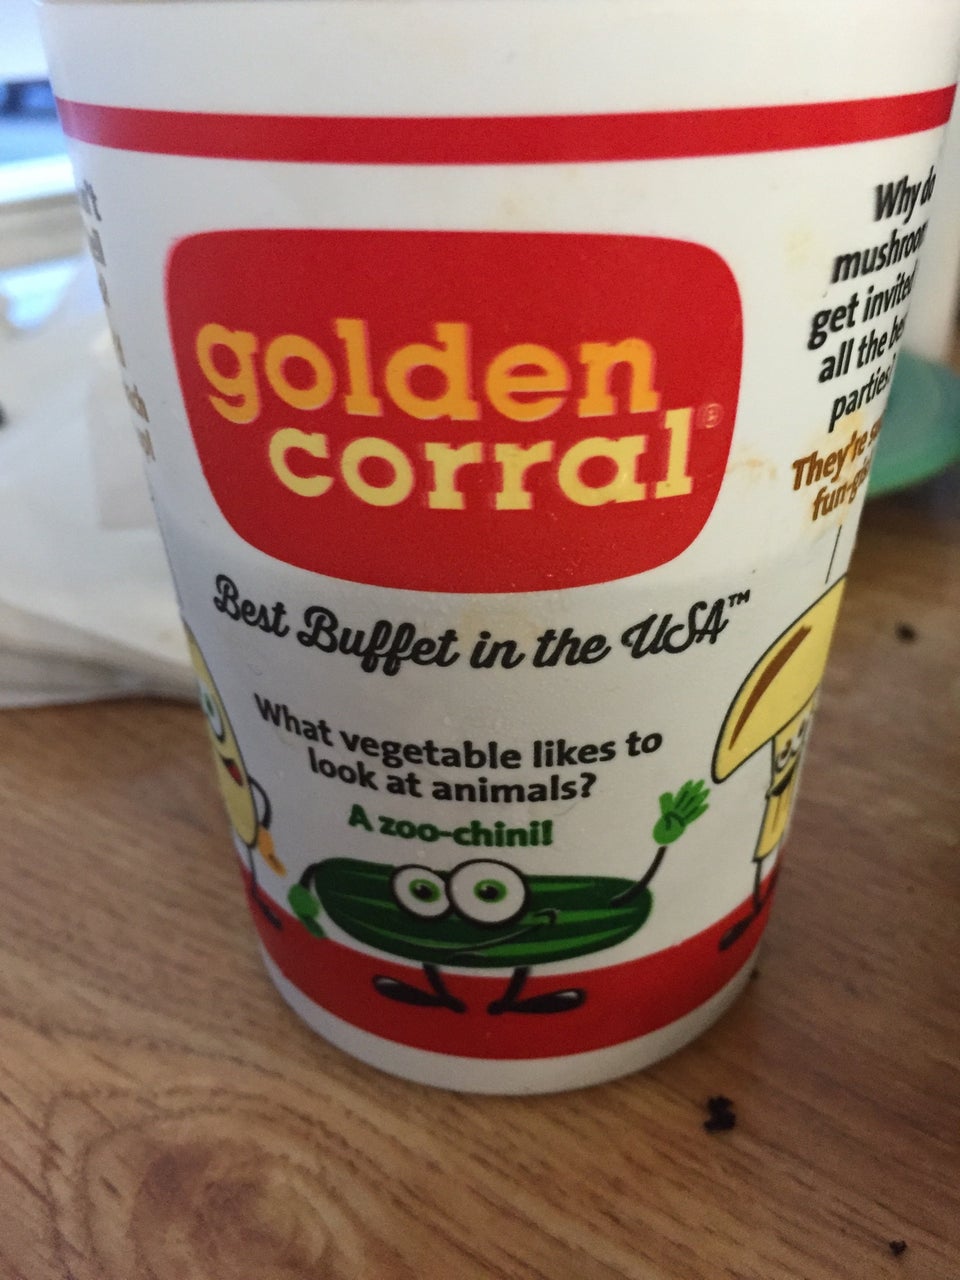 golden
corral®
Best Buffet in the USA™
What vegetable likes to
look at animals?
A zoo-chini!
Why do
get
all the
They're